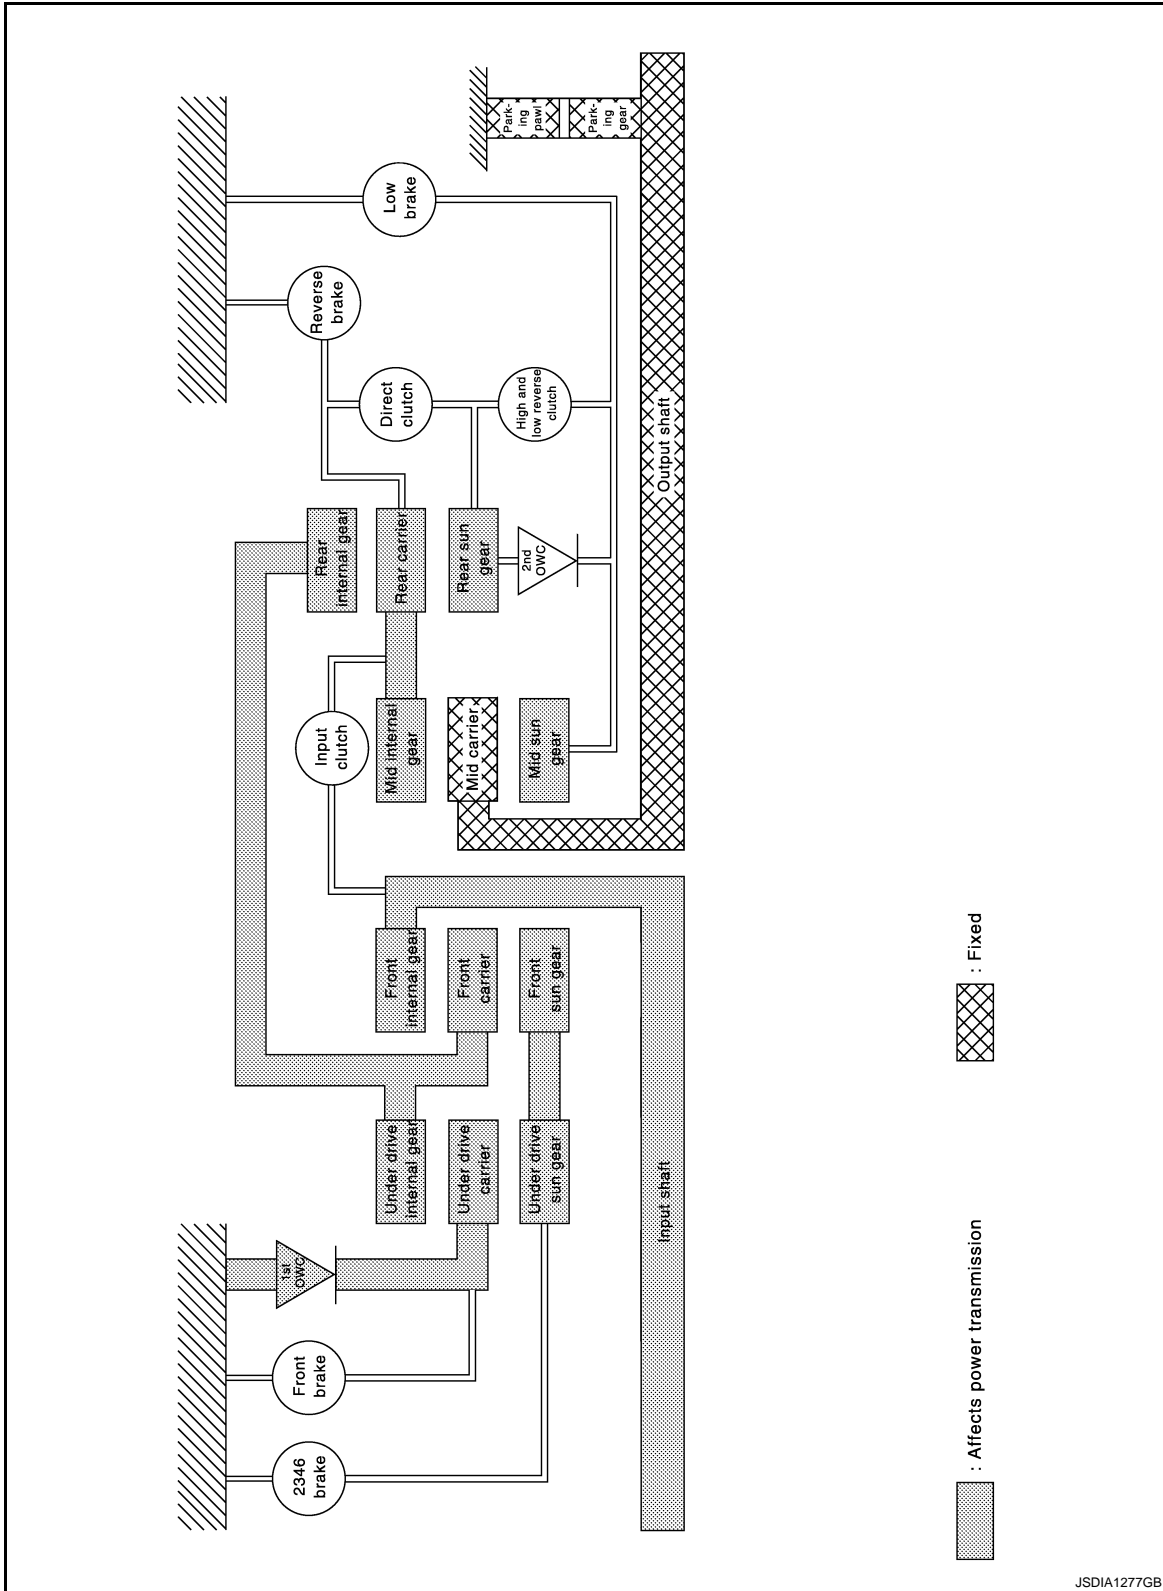 2346
brake
Front
brake
1st
OWC
Under drive
internal gear
Under drive
carrier
Under drive
sun gear
Front
internal gear
Front
carrier
Front
sun gear
Input shaft
Input
clutch
Mid internal
gear
Mid carrier
Mid sun
gear
Rear
internal gear
Rear carrier
Rear sun
gear
2nd
OWC
Reverse
brake
Direct
clutch
High and
low reverse
clutch
Low
brake
Output shaft
Park-
ing
pawl
Park-
ing
gear
: Affects power transmission
: Fixed
JSDIA1277GB